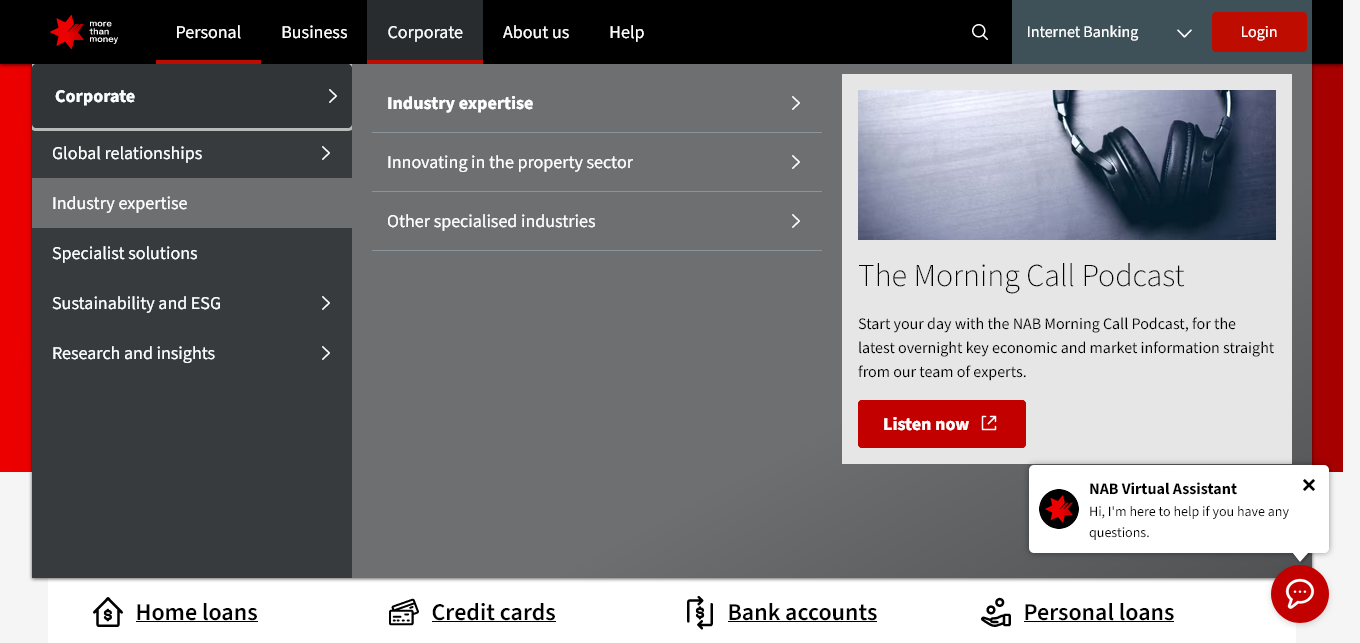 more
than
money
Personal
Business
Corporate
About us
Help
Internet Banking
Login
Corporate
Global relationships
Industry expertise
Specialist solutions
Sustainability and ESG
Research and insights
Industry expertise
Innovating in the property sector
Other specialised industries
The Morning Call Podcast
Start your day with the NAB Morning Call Podcast, for the
latest overnight key economic and market information straight
from our team of experts.
Listen now
NAB Virtual Assistant
Hi, I'm here to help if you have any
questions.
Home loans
Credit cards
Bank accounts
Personal loans